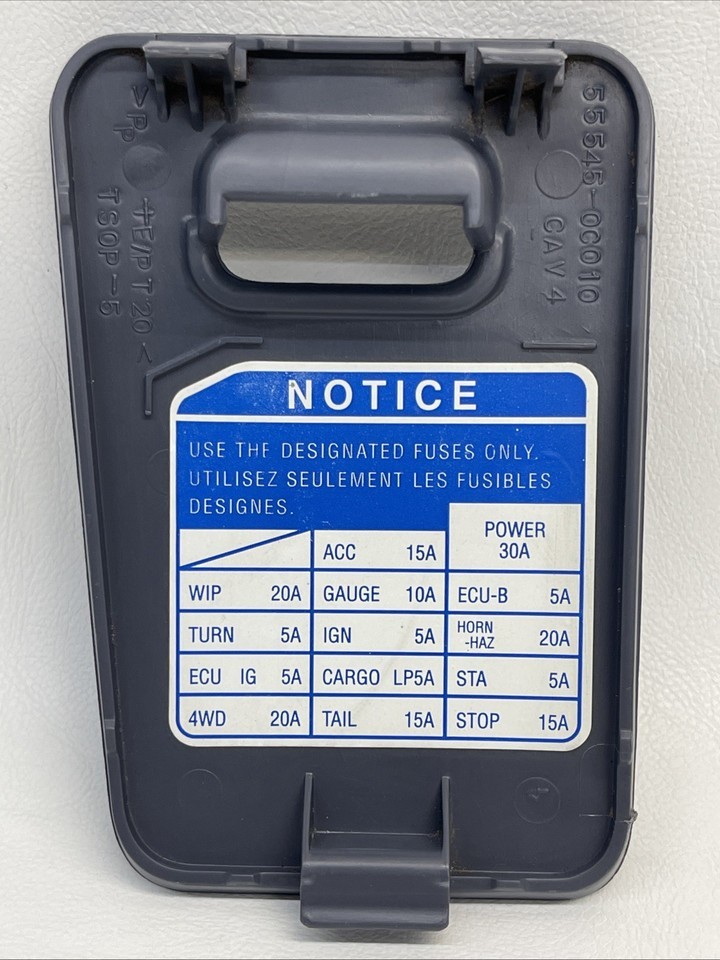 55545-0C010
CAV 4
>PP
+E/P T20<
TSOP-5
NOTICE
USE THE DESIGNATED FUSES ONLY.
UTILISEZ SEULEMENT LES FUSIBLES
DESIGNES.
POWER
30A
ACC 15A
WIP 20A GAUGE 10A ECU-B 5A
TURN 5A IGN 5A HORN
-HAZ 20A
ECU IG 5A CARGO LP5A STA 5A
4WD 20A TAIL 15A STOP 15A